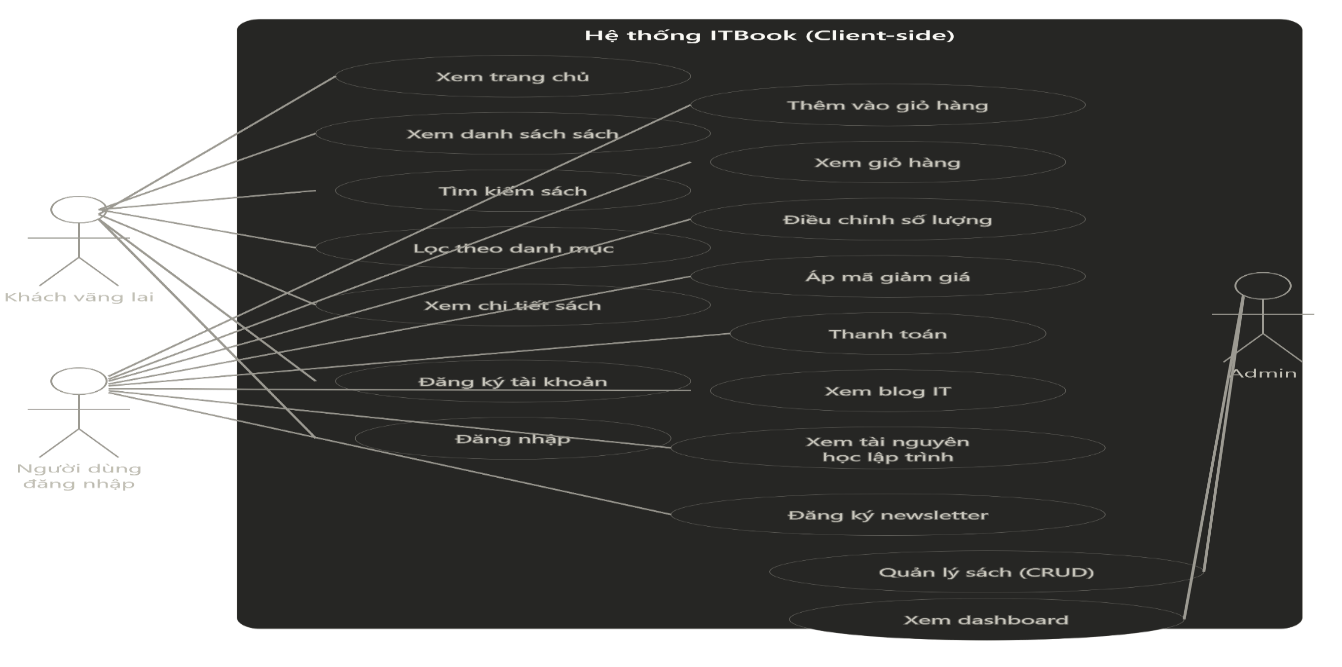 Hệ thống ITBook (Client-side)
Xem trang chủ
Thêm vào giỏ hàng
Xem danh sách sách
Xem giỏ hàng
Tìm kiếm sách
Điều chỉnh số lượng
Lọc theo danh mục
Áp mã giảm giá
Khách vãng lai
Xem chi tiết sách
Thanh toán
Admin
Đăng ký tài khoản
Xem blog IT
Đăng nhập
Xem tài nguyên
học lập trình
Người dùng
đăng nhập
Đăng ký newsletter
Quản lý sách (CRUD)
Xem dashboard